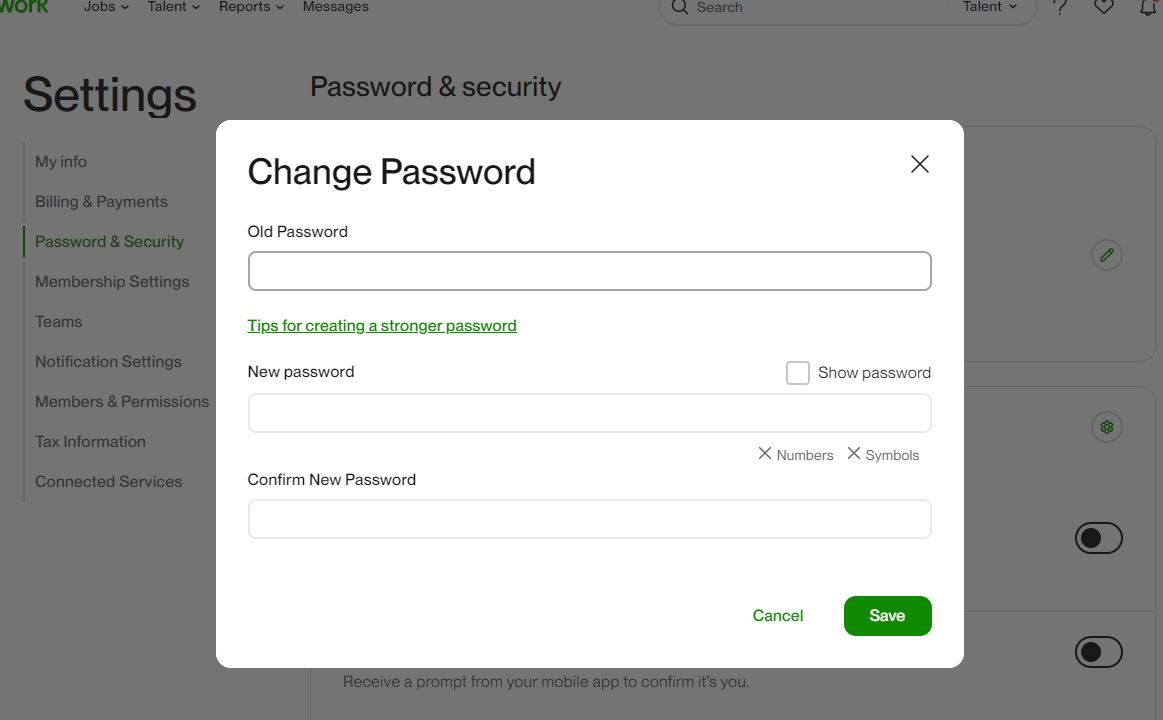 work Jobs Talent Reports Messages Search Talent
Settings
Password & security
My info
Billing & Payments
Password & Security
Membership Settings
Teams
Notification Settings
Members & Permissions
Tax Information
Connected Services
Change Password
Old Password
Tips for creating a stronger password
New password Show password
Numbers Symbols
Confirm New Password
Cancel Save
Receive a prompt from your mobile app to confirm it's you.